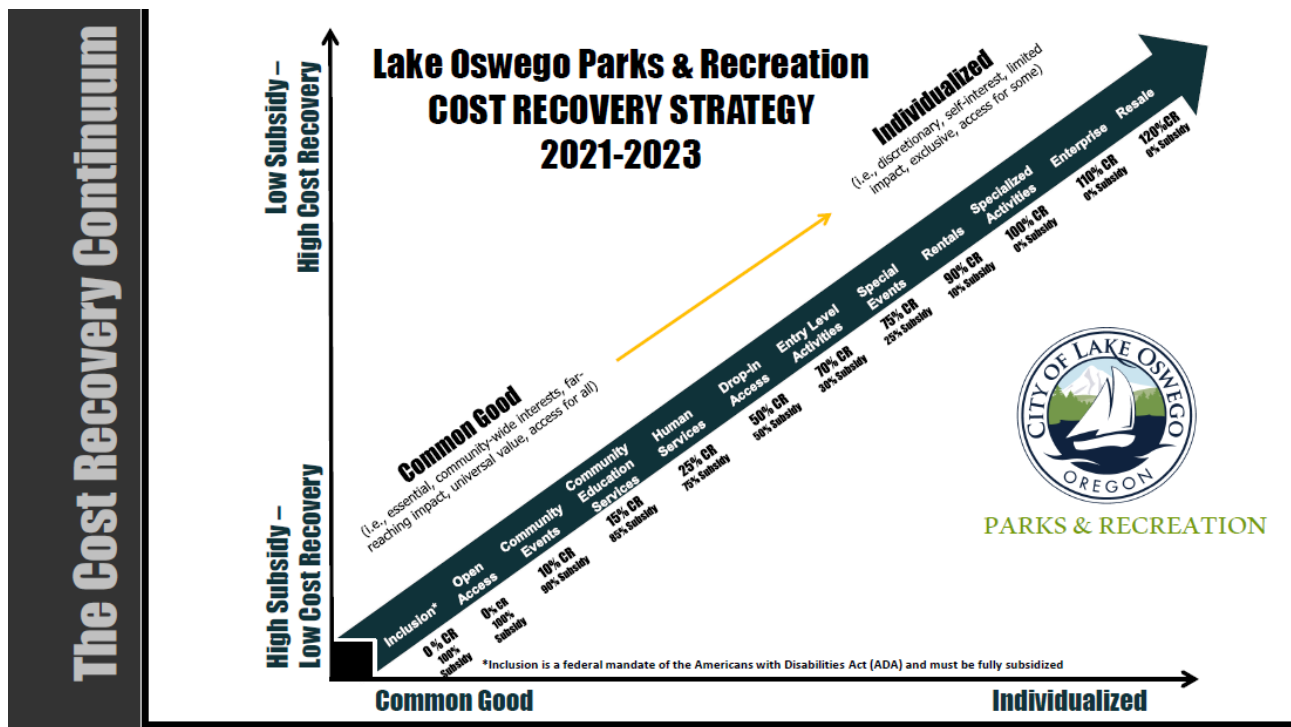 The Cost Recovery Continuum
Low Subsidy –
High Cost Recovery
High Subsidy –
Low Cost Recovery
Lake Oswego Parks & Recreation
COST RECOVERY STRATEGY
2021-2023
Individualized
(i.e., discretionary, self-interest, limited
impact, exclusive, access for some)
Common Good
(i.e., essential, community-wide interests, far-
reaching impact, universal value, access for all)
Inclusion*
0 % CR
100%
Subsidy
Open
Access
0% CR
100%
Subsidy
Community
Events
10% CR
90% Subsidy
Community
Education
Services
15% CR
85% Subsidy
Human
Services
25% CR
75% Subsidy
Drop-in
Access
50% CR
50% Subsidy
Entry Level
Activities
70% CR
30% Subsidy
Special
Events
75% CR
25% Subsidy
Rentals
90% CR
10% Subsidy
Specialized
Activities
100% CR
0% Subsidy
Enterprise
110% CR
0% Subsidy
Resale
120%CR
0% Subsidy
CITY OF LAKE OSWEGO
OREGON
PARKS & RECREATION
*Inclusion is a federal mandate of the Americans with Disabilities Act (ADA) and must be fully subsidized
Common Good
Individualized